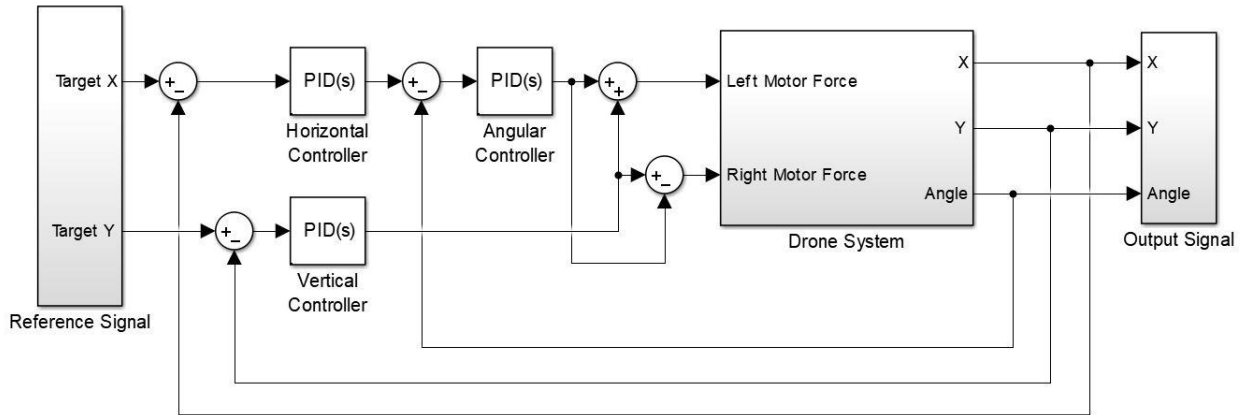 Target X
Target Y
Reference Signal
+
−
PID(s)
Horizontal
Controller
+
−
PID(s)
Angular
Controller
+
+
+
−
PID(s)
Vertical
Controller
+
−
Left Motor Force
Right Motor Force
X
Y
Angle
Drone System
X
Y
Angle
Output Signal